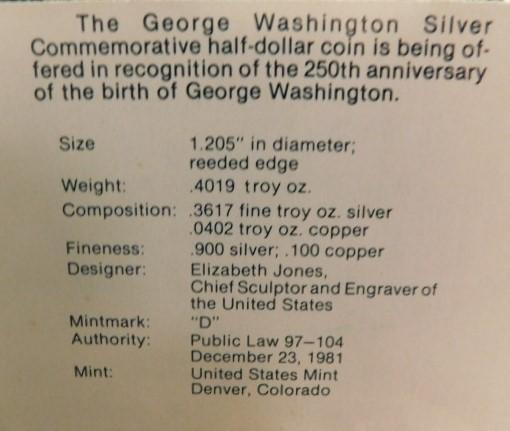 The George Washington Silver
Commemorative half-dollar coin is being of-
fered in recognition of the 250th anniversary
of the birth of George Washington.
Size 1.205" in diameter;
reeded edge
Weight: .4019 troy oz.
Composition: .3617 fine troy oz. silver
.0402 troy oz. copper
Fineness: .900 silver; .100 copper
Designer: Elizabeth Jones,
Chief Sculptor and Engraver of
the United States
Mintmark: "D"
Authority: Public Law 97–104
December 23, 1981
Mint: United States Mint
Denver, Colorado